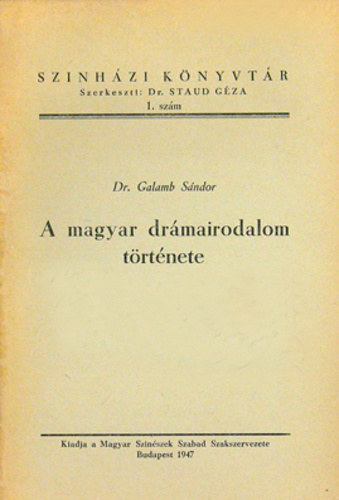 SZINHÁZI KÖNYVTÁR
Szerkeszti: Dr. STAUD GÉZA
1. szám
Dr. Galamb Sándor
A magyar drámairodalom
története
Kiadja a Magyar Szinészek Szabad Szakszervezete
Budapest 1947